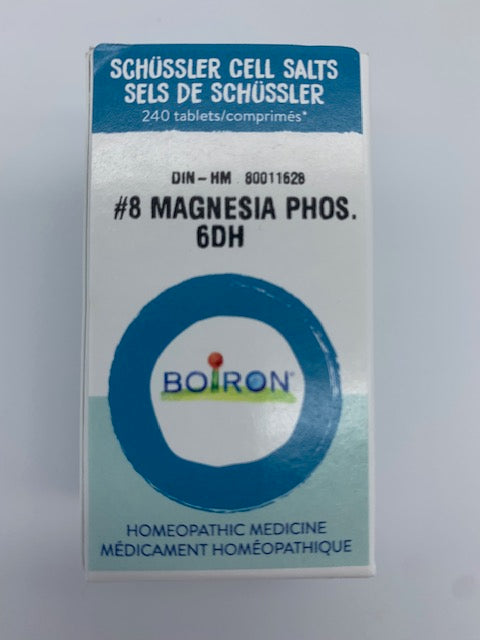 SCHÜSSLER CELL SALTS
SELS DE SCHÜSSLER
240 tablets/comprimés*
DIN-HM 80011628
#8 MAGNESIA PHOS.
6DH
BOIRON®
HOMEOPATHIC MEDICINE
MÉDICAMENT HOMÉOPATHIQUE